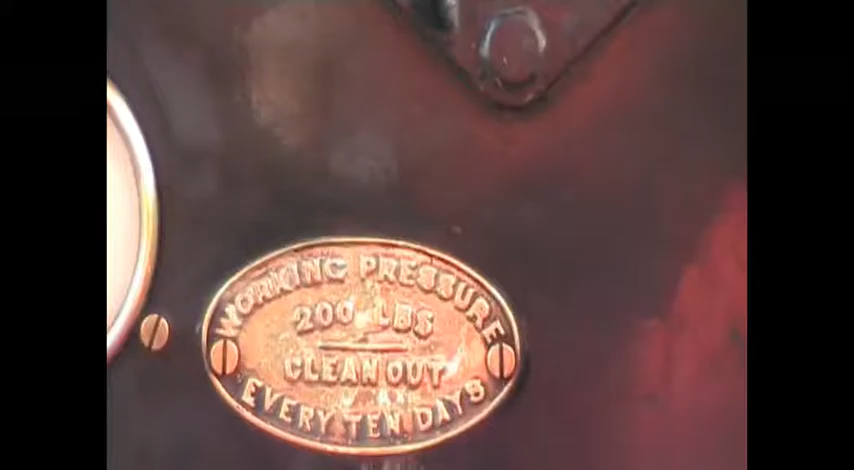 WORKING PRESSURE
200 LBS
CLEAN OUT
EVERY TEN DAYS